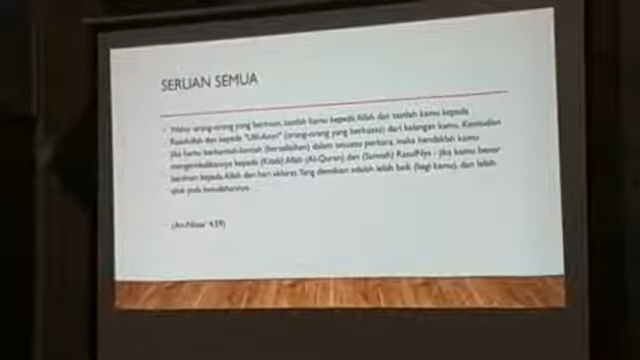 SERUAN SEMUA
Wahai orang-orang yang beriman, taatlah kamu kepada Allah dan taatlah kamu kepada
Rasulullah dan kepada "Ulil-Amri" (orang-orang yang berkuasa) dari kalangan kamu. Kemudian
jika kamu berbantah-bantah (berselisihan) dalam sesuatu perkara, maka hendaklah kamu
mengembalikannya kepada (Kitab) Allah (Al-Quran) dan (Sunnah) RasulNya - jika kamu benar
beriman kepada Allah dan hari akhirat. Yang demikian adalah lebih baik (bagi kamu), dan lebih
elok pula kesudahannya.
(An-Nisaa' 4:59)